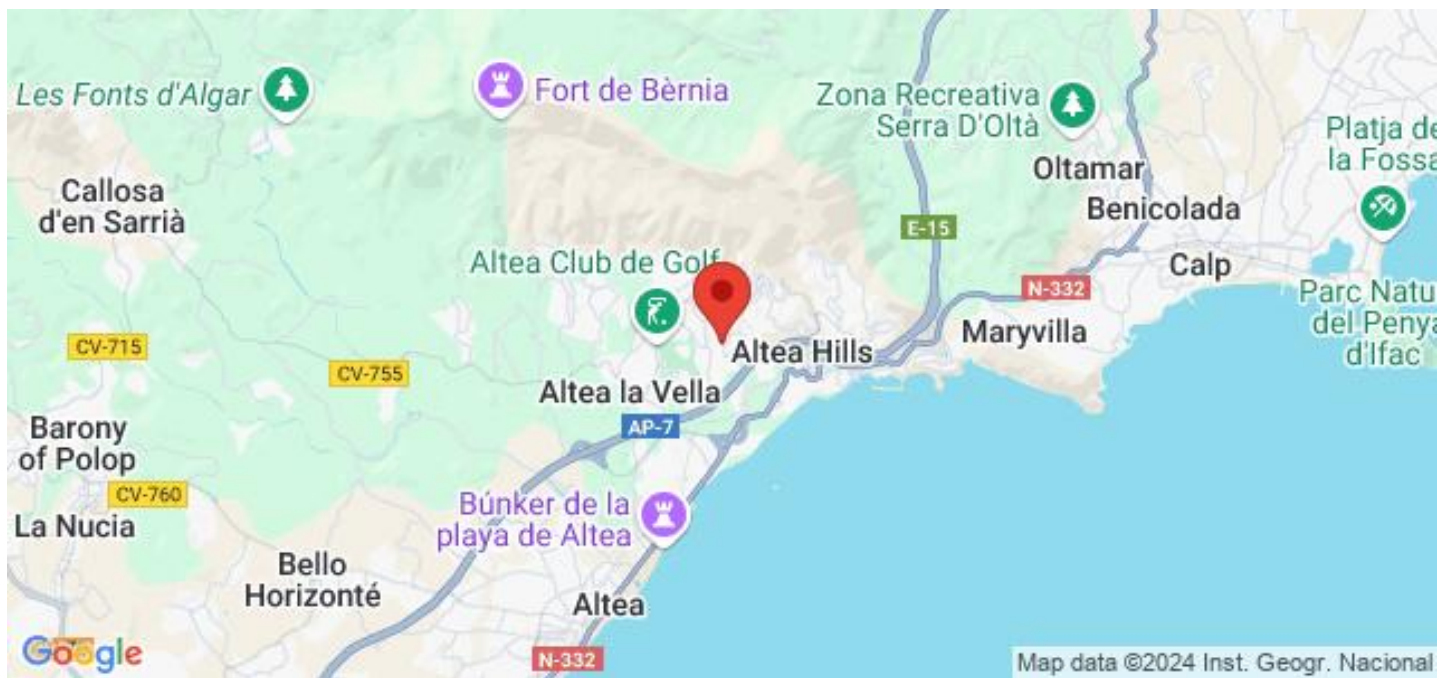 Les Fonts d'Algar
Fort de Bèrnia
Zona Recreativa
Serra D'Oltà
Platja de
la Fossa
Oltamar
Callosa
d'en Sarrià
Benicolada
E-15
Altea Club de Golf
Calp
N-332
Parc Natu
del Penya
d'Ifac
Maryvilla
CV-715
Altea Hills
CV-755
Altea la Vella
AP-7
Barony
of Polop
CV-760
La Nucia
Búnker de la
playa de Altea
Bello
Horizonté
Altea
Google
N-332
Map data ©2024 Inst. Geogr. Nacional